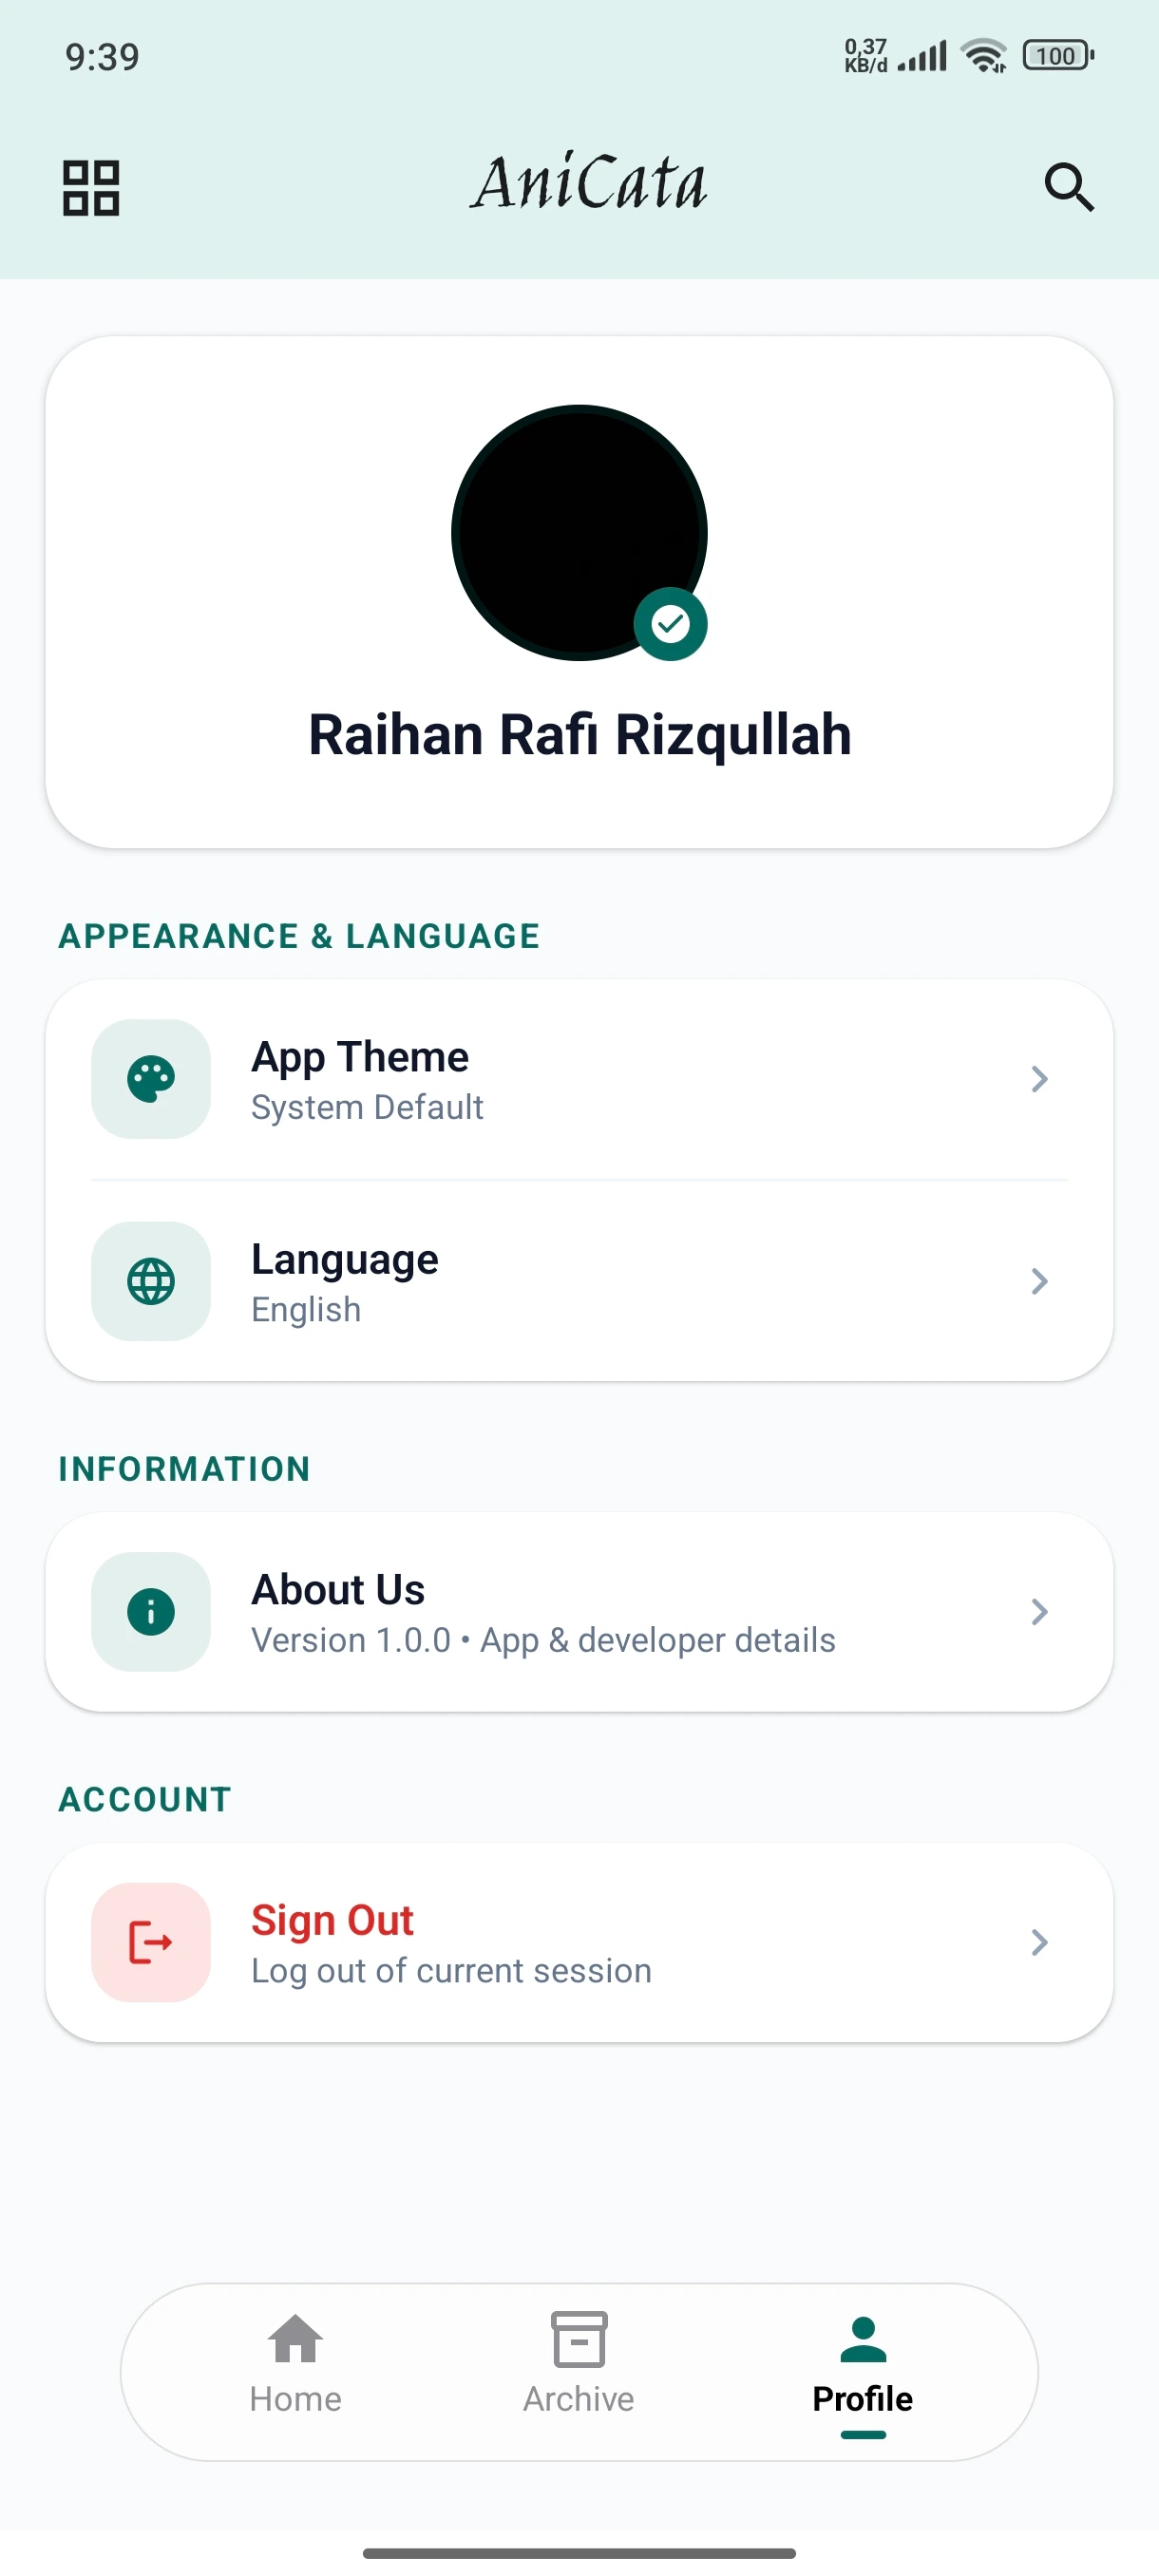 9:39
0,37
KB/d
100
AniCata
Raihan Rafi Rizqullah
APPEARANCE & LANGUAGE
App Theme
System Default
Language
English
INFORMATION
About Us
Version 1.0.0 • App & developer details
ACCOUNT
Sign Out
Log out of current session
Home
Archive
Profile